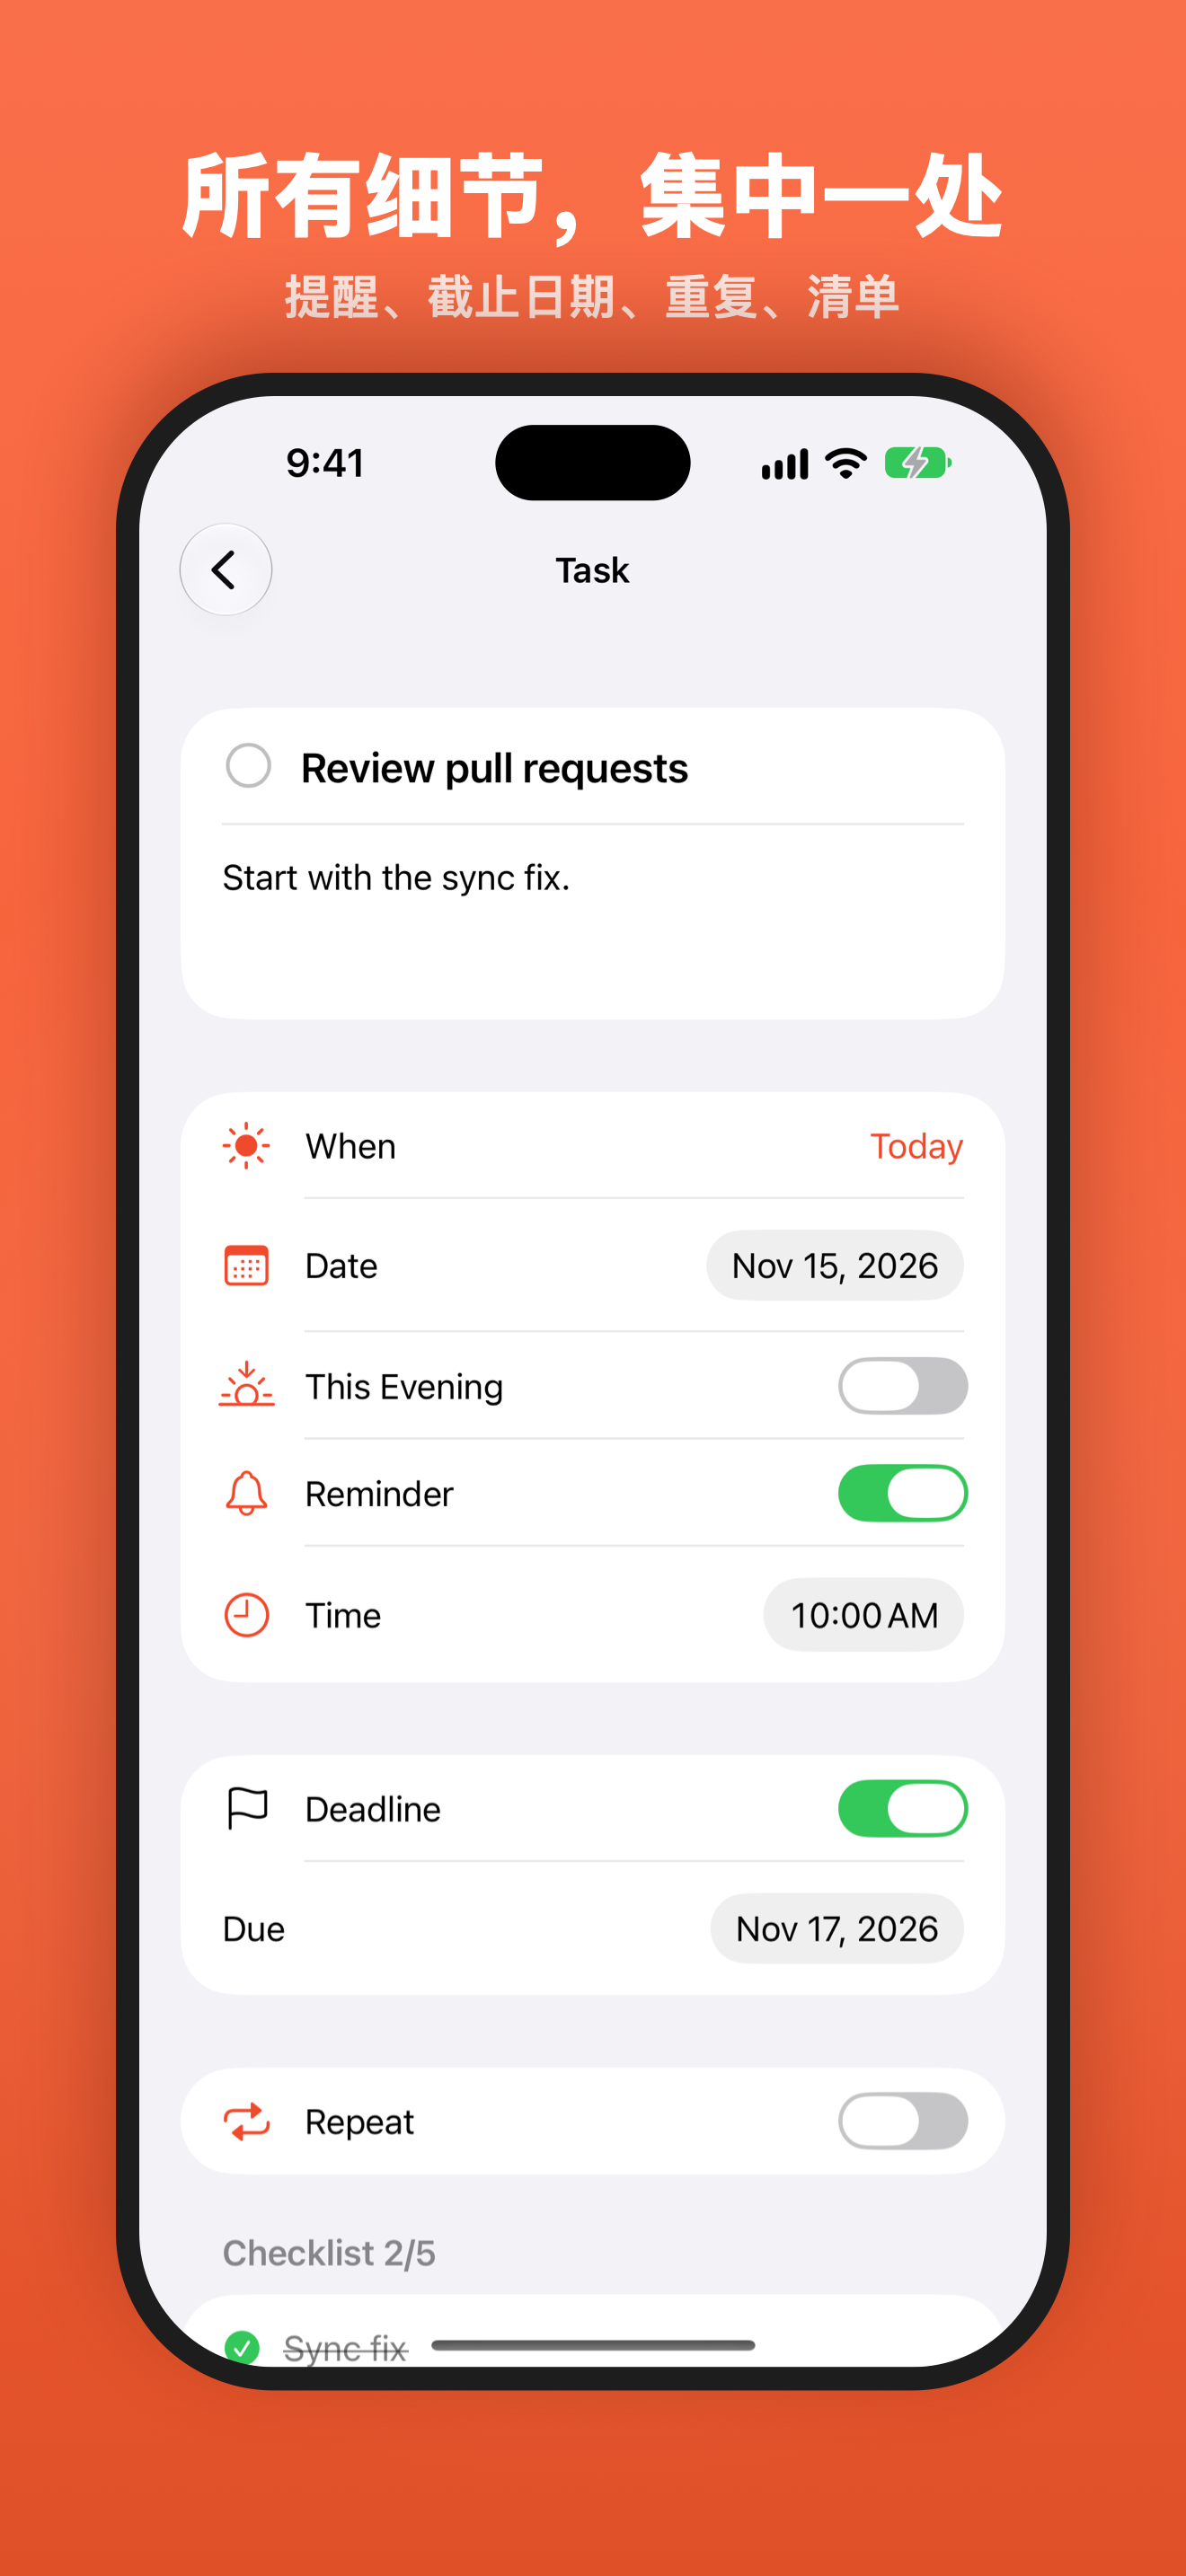 所有细节，集中一处
提醒、截止日期、重复、清单
9:41
Task
Review pull requests
Start with the sync fix.
When Today
Date Nov 15, 2026
This Evening
Reminder
Time 10:00 AM
Deadline
Due Nov 17, 2026
Repeat
Checklist 2/5
Sync fix